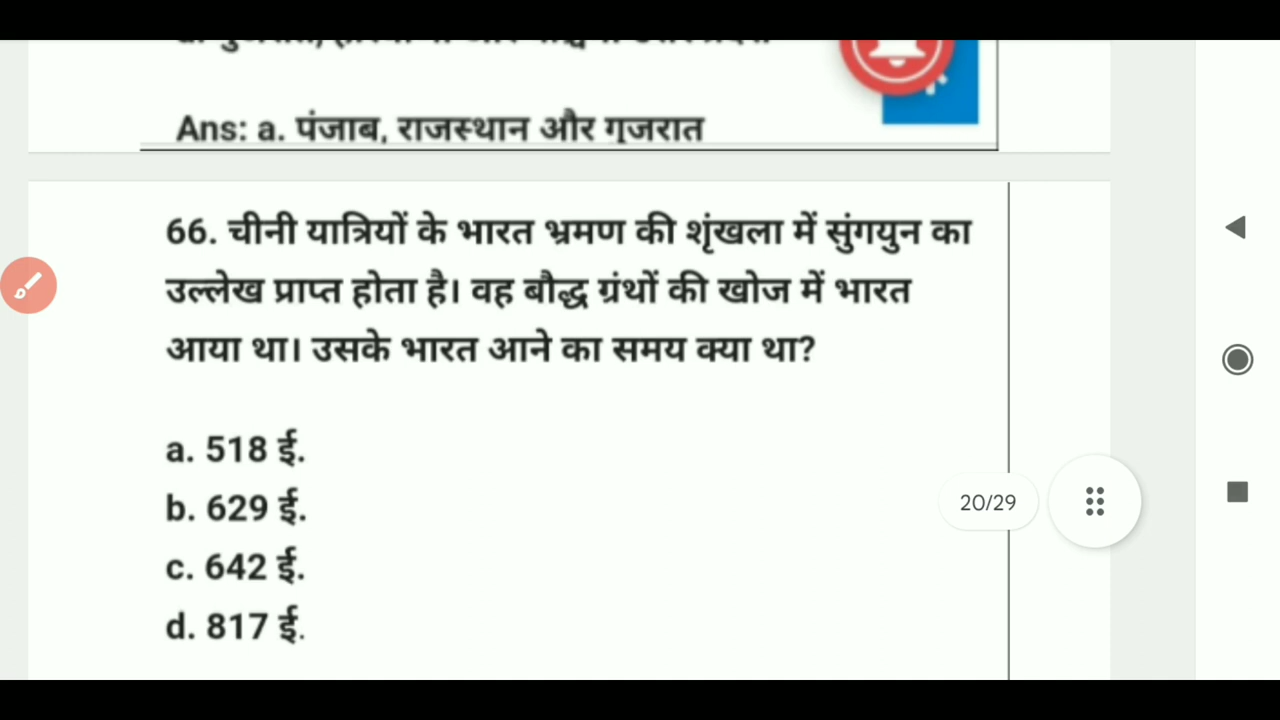 Ans: a. पंजाब, राजस्थान और गुजरात
66. चीनी यात्रियों के भारत भ्रमण की शृंखला में सुंगयुन का
उल्लेख प्राप्त होता है। वह बौद्ध ग्रंथों की खोज में भारत
आया था। उसके भारत आने का समय क्या था?
a. 518 ई.
b. 629 ई.
20/29
c. 642 ई.
d. 817 ई.